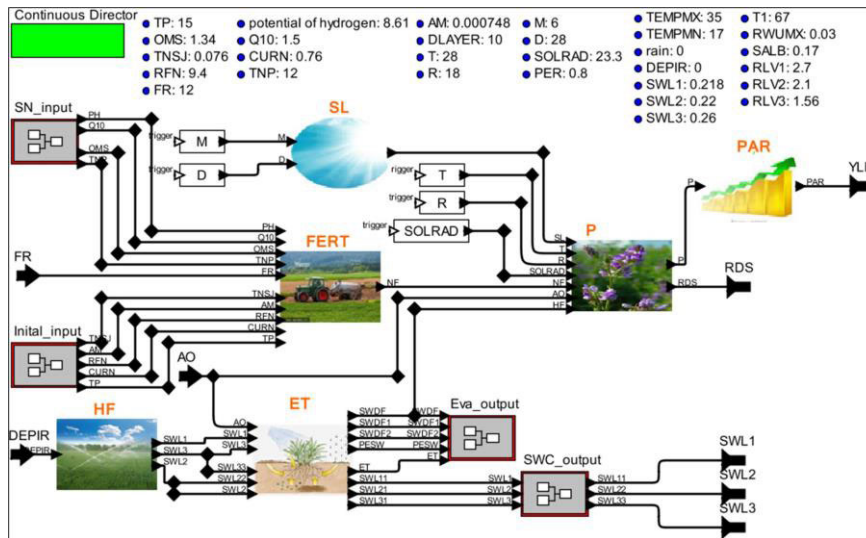 Continuous Director
TP: 15
OMS: 1.34
TNSJ: 0.076
RFN: 9.4
FR: 12
potential of hydrogen: 8.61
Q10: 1.5
CURN: 0.76
TNP: 12
AM: 0.000748
DLAYER: 10
T: 28
R: 18
M: 6
D: 28
SOLRAD: 23.3
PER: 0.8
TEMPMX: 35
TEMPMN: 17
rain: 0
DEPIR: 0
SWL1: 0.218
SWL2: 0.22
SWL3: 0.26
T1: 67
RWUMX: 0.03
SALB: 0.17
RLV1: 2.7
RLV2: 2.1
RLV3: 1.56
SN_input
PH
Q10
OMS
TNP
trigger
M
M
trigger
D
D
SL
trigger
T
rigger
R
trigger
SOLRAD
PAR
P
PAR
YLD
FERT
PH
Q10
OMS
TNP
FR
TNSJ
AM
RFN
CURN
TP
NF
FR
P
SL
T
R
SOLRAD
NF
AO
HF
P
RDS
RDS
Inital_input
TNSJ
AM
RFN
CURN
TP
AO
HF
DEPIR
SWL1
SWL3
SWL2
ET
AO
SWL1
SWL3
SWL33
SWL22
SWL2
SWDF
SWDF1
SWDF2
PESW
ET
SWL11
SWL21
SWL31
Eva_output
SWDF
SWDF1
SWDF2
PESW
ET
SWC_output
SWL1
SWL2
SWL3
SWL11
SWL22
SWL33
SWL1
SWL2
SWL3